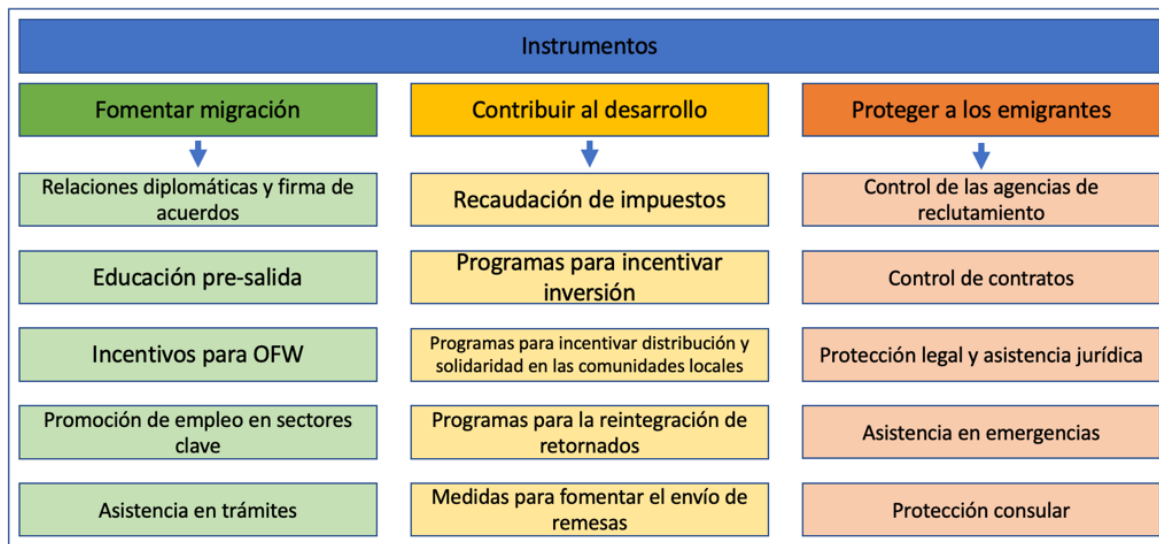 Instrumentos
Fomentar migración
Contribuir al desarrollo
Proteger a los emigrantes
Relaciones diplomáticas y firma de
acuerdos
Recaudación de impuestos
Control de las agencias de
reclutamiento
Educación pre-salida
Programas para incentivar
inversión
Control de contratos
Incentivos para OFW
Programas para incentivar distribución y
solidaridad en las comunidades locales
Protección legal y asistencia jurídica
Promoción de empleo en sectores
clave
Programas para la reintegración de
retornados
Asistencia en emergencias
Asistencia en trámites
Medidas para fomentar el envío de
remesas
Protección consular